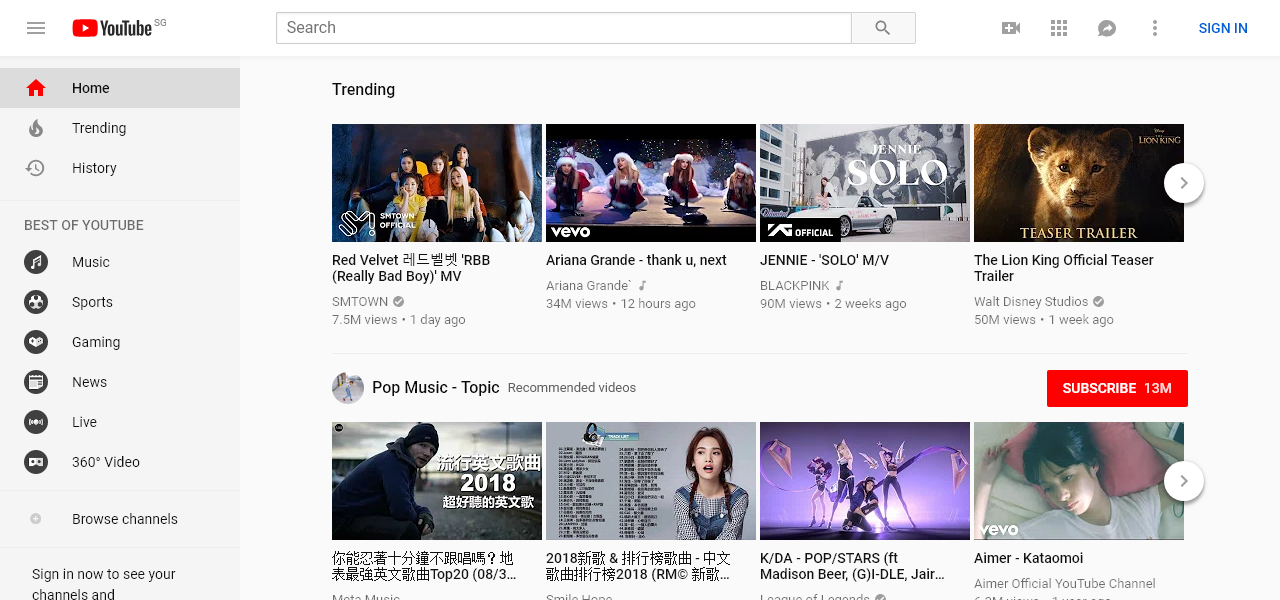 YouTube SG
Search
SIGN IN
Home
Trending
History
BEST OF YOUTUBE
Music
Sports
Gaming
News
Live
360° Video
Browse channels
Sign in now to see your
channels and
Trending
SMTOWN
OFFICIAL
vevo
JENNIE
SOLO
YG OFFICIAL
Disney
THE
LION KING
TEASER TRAILER
Red Velvet 레드벨벳 'RBB
(Really Bad Boy)' MV
SMTOWN
7.5M views • 1 day ago
Ariana Grande - thank u, next
Ariana Grande`
34M views • 12 hours ago
JENNIE - 'SOLO' M/V
BLACKPINK
90M views • 2 weeks ago
The Lion King Official Teaser
Trailer
Walt Disney Studios
50M views • 1 week ago
Pop Music - Topic Recommended videos
SUBSCRIBE 13M
流行英文歌曲
2018
超好聽的英文歌
TRACK LIST
vevo
你能忍著十分鐘不跟唱嗎？地
表最強英文歌曲Top20 (08/3…
Meta Music
2018新歌 & 排行榜歌曲 - 中文
歌曲排行榜2018 (RM© 新歌…
Smile Hope
K/DA - POP/STARS (ft
Madison Beer, (G)I-DLE, Jair…
League of Legends
Aimer - Kataomoi
Aimer Official YouTube Channel